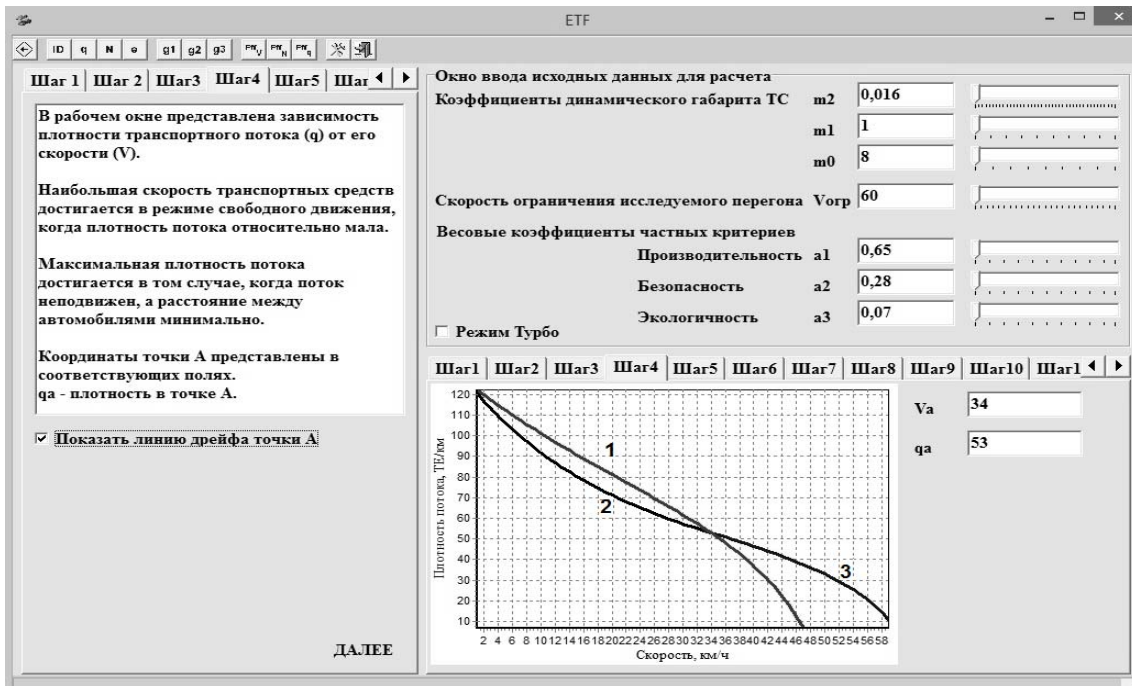 ETF
ID q N e g1 g2 g3 Pff V Pff N Pff q
Шаг 1 Шаг 2 Шаг3 Шаг4 Шаг5
В рабочем окне представлена зависимость
плотности транспортного потока (q) от его
скорости (V).
Наибольшая скорость транспортных средств
достигается в режиме свободного движения,
когда плотность потока относительно мала.
Максимальная плотность потока
достигается в том случае, когда поток
неподвижен, а расстояние между
автомобилями минимально.
Координаты точки А представлены в
соответствующих полях.
qa - плотность в точке А.
Показать линию дрейфа точки А
ДАЛЕЕ
Окно ввода исходных данных для расчета
Коэффициенты динамического габарита ТС m2 0,016
m1 1
m0 8
Скорость ограничения исследуемого перегона Vогр 60
Весовые коэффициенты частных критериев
Производительность a1 0,65
Безопасность a2 0,28
Экологичность a3 0,07
Режим Турбо
Шаг1 Шаг2 Шаг3 Шаг4 Шаг5 Шаг6 Шаг7 Шаг8 Шаг9 Шаг10 Шаг1
Плотность потока, ТЕ/км
120
110
100
90
80
70
60
50
40
30
20
10
1
2
3
2 4 6 8 10 12 14 16 18 20 22 24 26 28 30 32 34 36 38 40 42 44 46 48 50 52 54 56 58
Скорость, км/ч
Va 34
qa 53